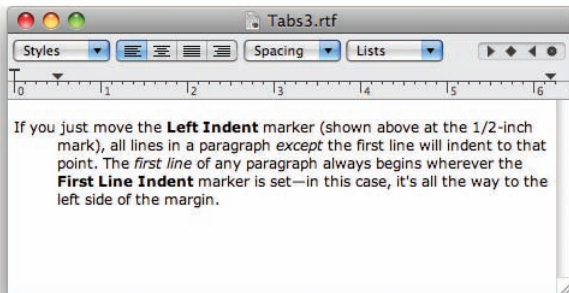 Tabs3.rtf
Styles Spacing Lists
0 1 2 3 4 5 6
If you just move the Left Indent marker (shown above at the 1/2-inch
mark), all lines in a paragraph except the first line will indent to that
point. The first line of any paragraph always begins wherever the
First Line Indent marker is set—in this case, it's all the way to the
left side of the margin.